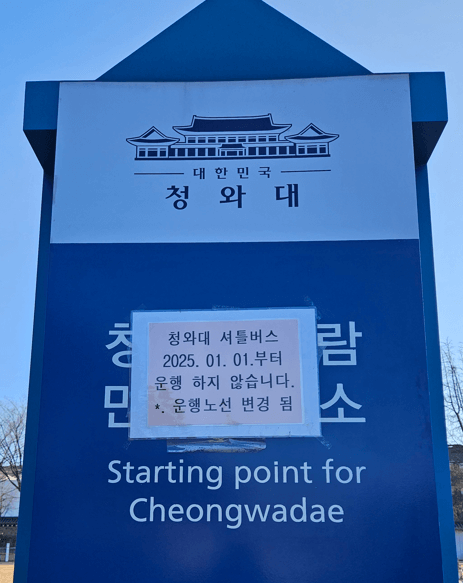 대한민국
청와대
청와대 셔틀버스
2025. 01. 01.부터
운행 하지 않습니다.
*. 운행노선 변경 됨
람
소
Starting point for
Cheongwadae